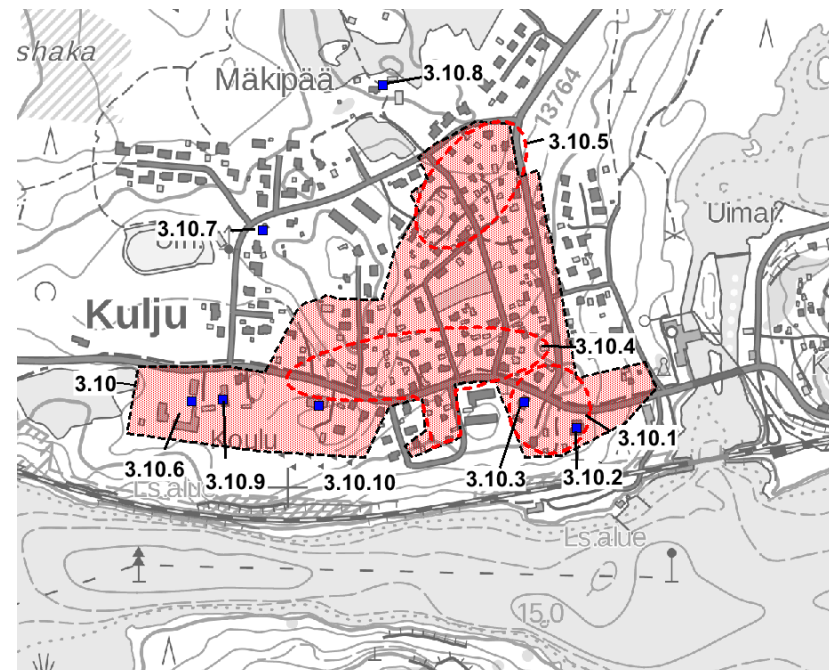 shaka
Mäkipää
3.10.8
13764
3.10.5
Uimar.
3.10.7
Kulju
3.10.4
3.10
3.10.1
Koulu
3.10.6
3.10.9
3.10.10
3.10.3
3.10.2
Ls.alue
Ls.alue
15.0